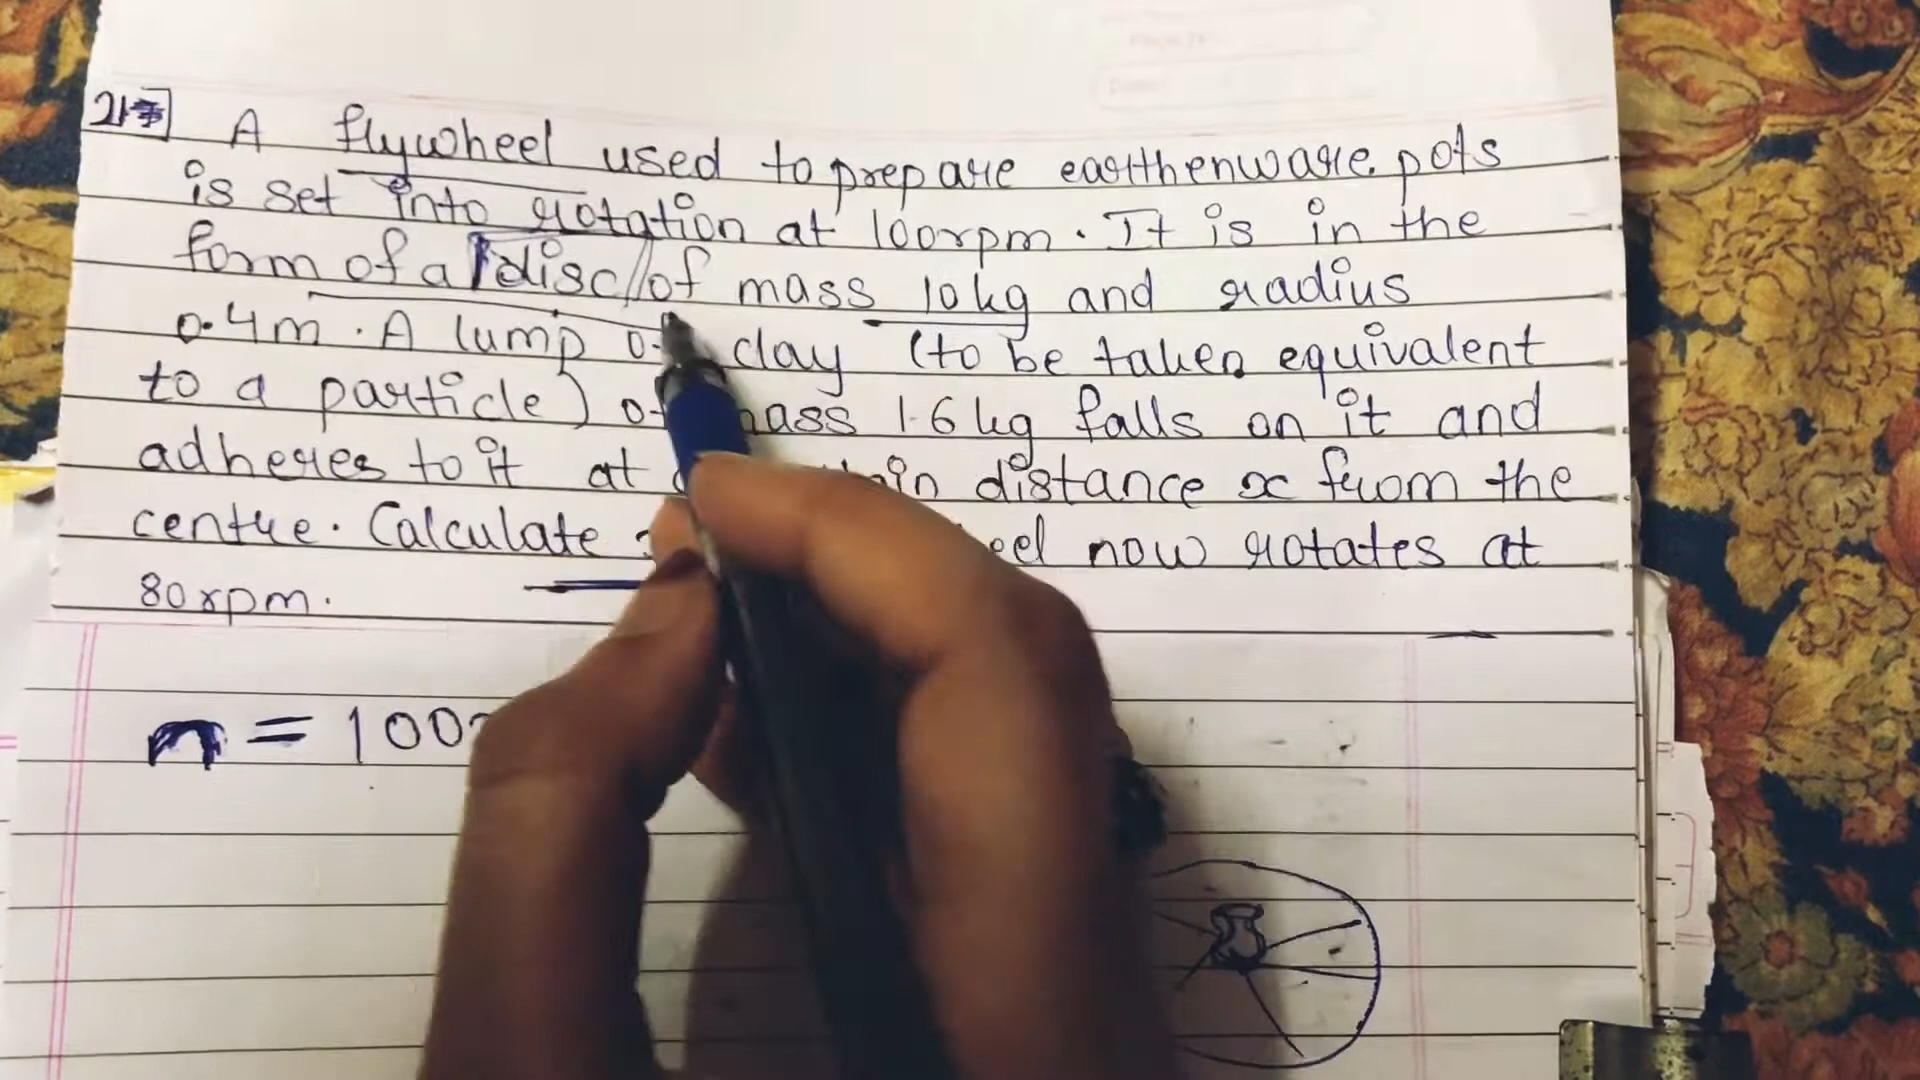 A flywheel used to prepare earthenware pots
is set into rotation at 100rpm. It is in the
form of a disc of mass 10kg and radius
0.4m. A lump clay (to be taken equivalent
to a particle) mass 1.6kg falls on it and
adheres to it at distance x from the
centre. Calculate now rotates at
80rpm.
n = 100